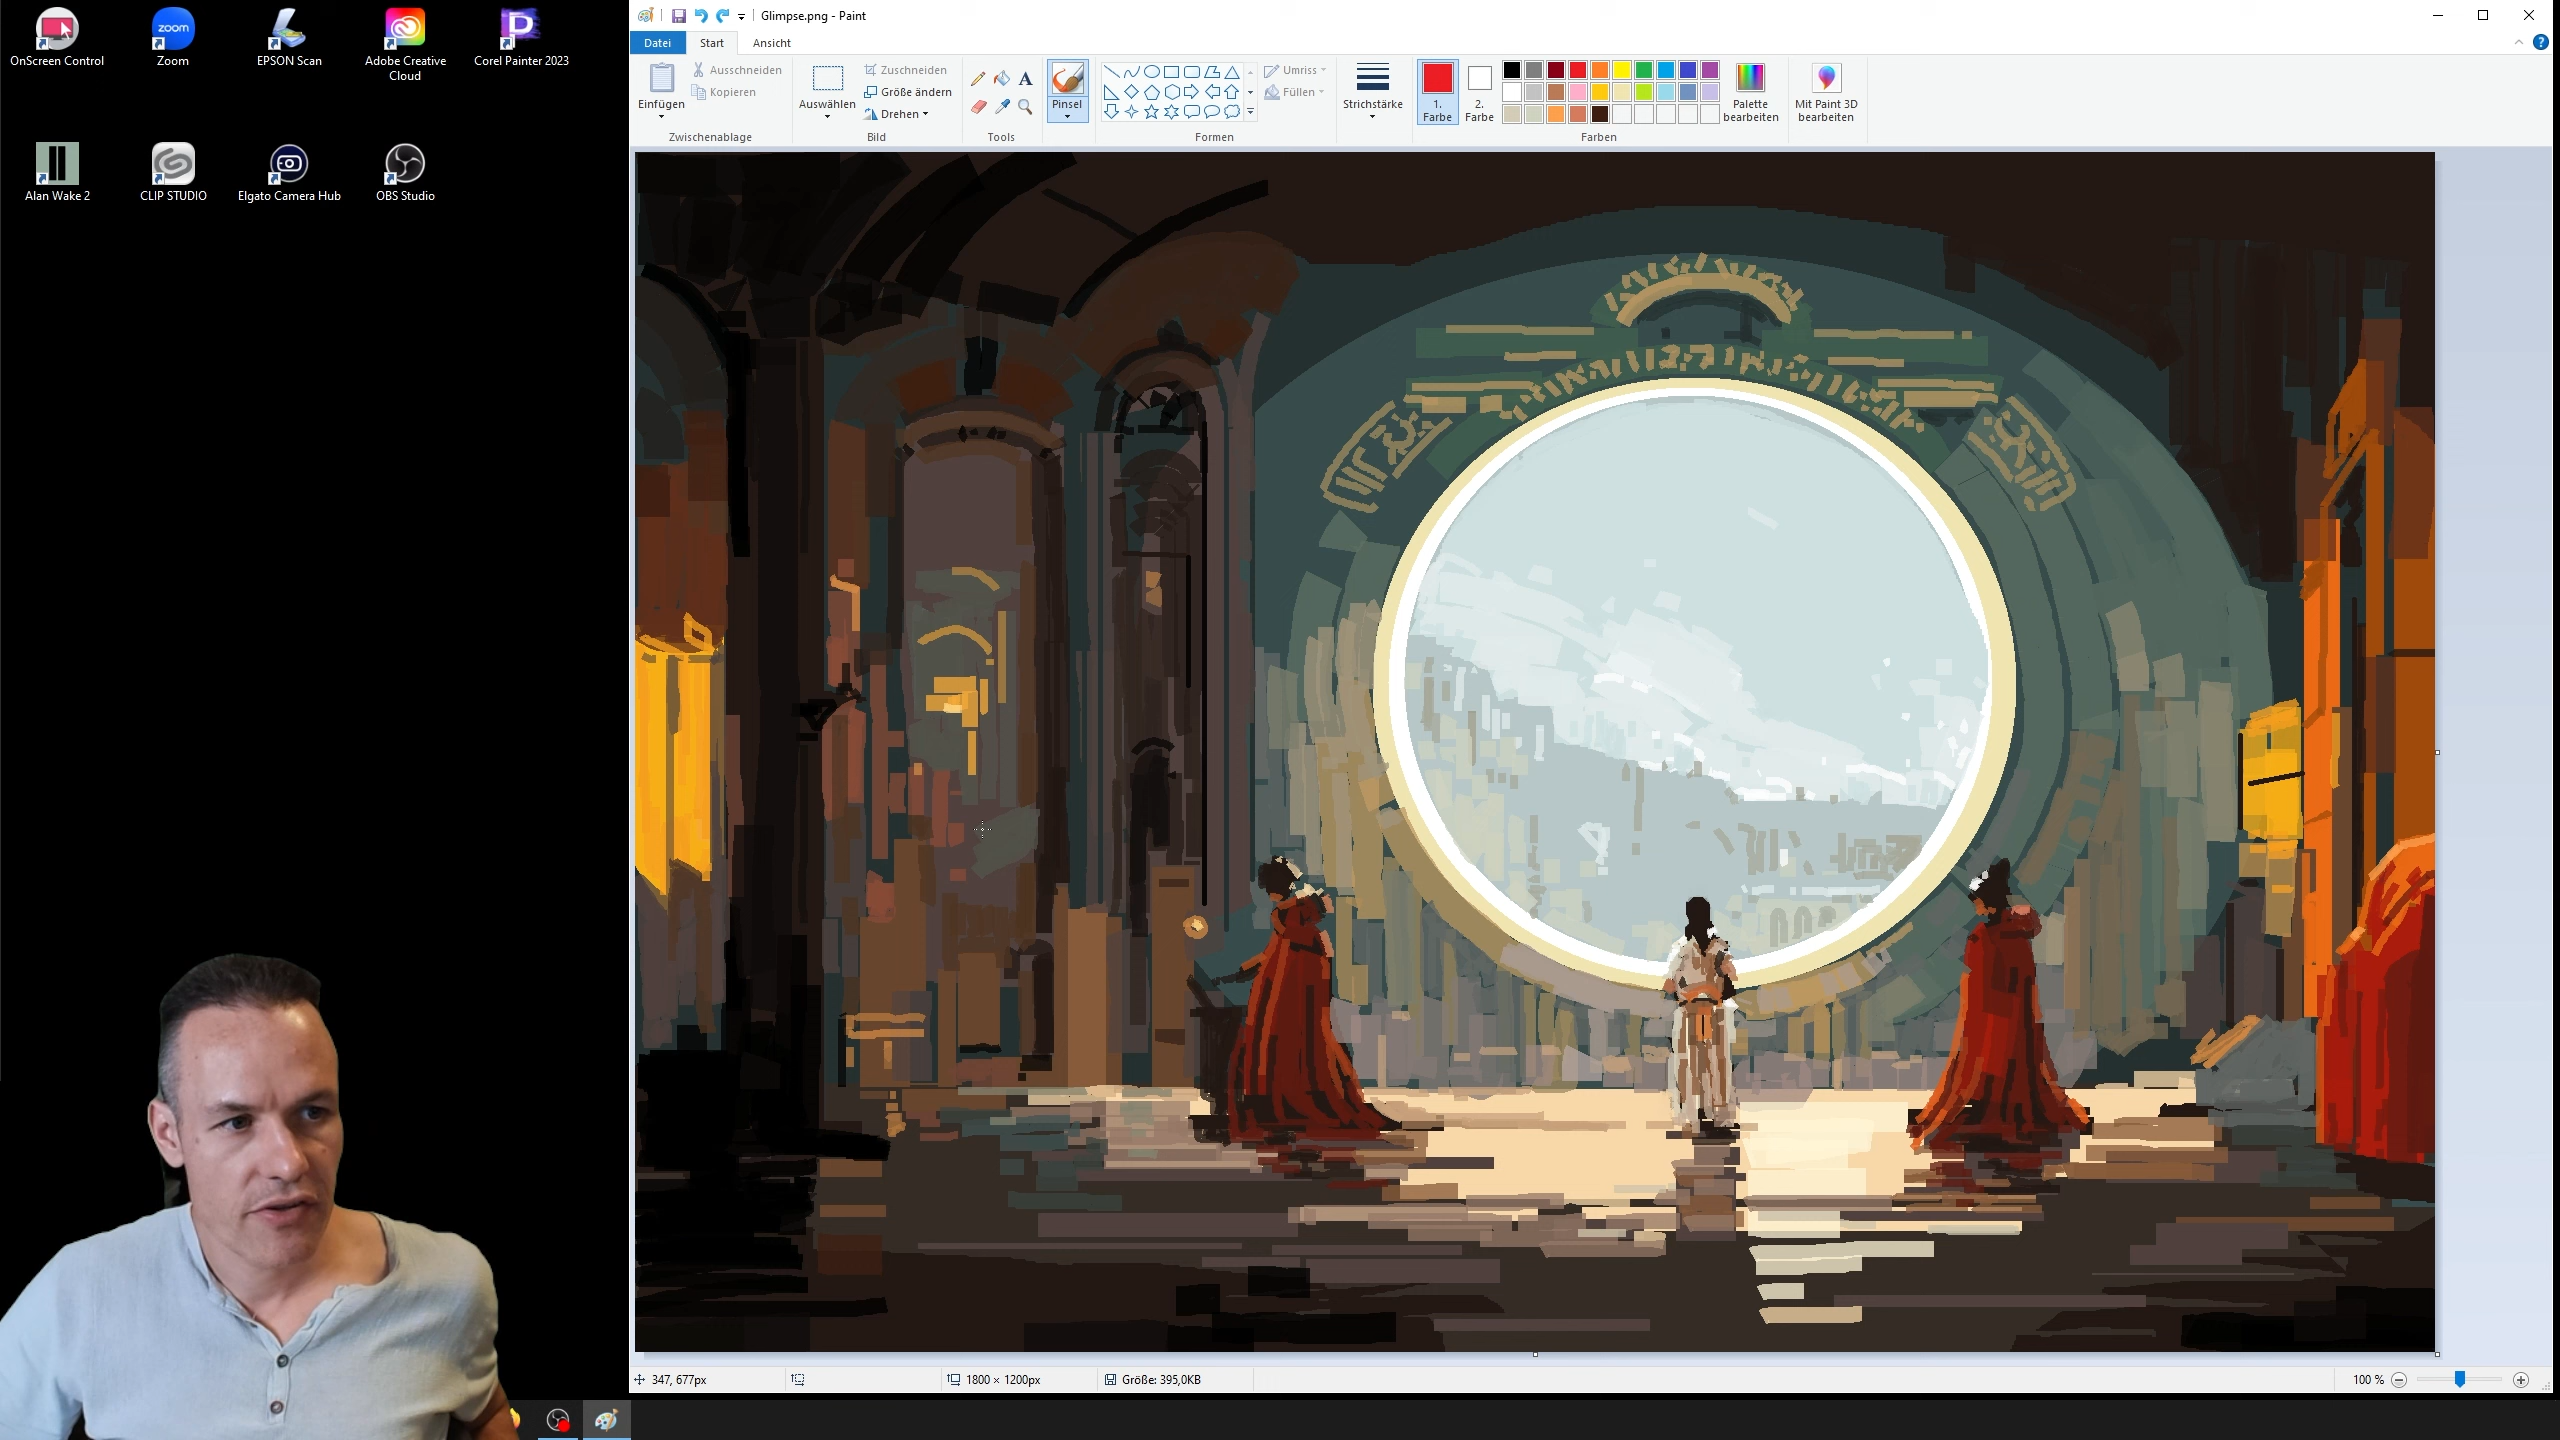 Glimpse.png - Paint
OnScreen Control
Zoom
EPSON Scan
Adobe Creative Cloud
Corel Painter 2023
zoom
Alan Wake 2
CLIP STUDIO
Elgato Camera Hub
OBS Studio
Datei
Start
Ansicht
Einfügen
Ausschneiden
Kopieren
Zwischenablage
Auswählen
Zuschneiden
Größe ändern
Drehen
Bild
A
Tools
Pinsel
Umriss
Füllen
Formen
Strichstärke
1. Farbe
2. Farbe
Palette bearbeiten
Mit Paint 3D bearbeiten
Farben
347, 677px
1800 × 1200px
Größe: 395,0KB
100 %